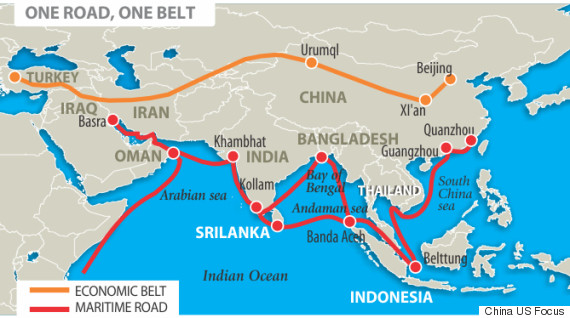 ONE ROAD, ONE BELT
Urumql
Beijing
TURKEY
CHINA
XI'an
IRAQ
IRAN
Basra
Quanzhou
Khambhat
BANGLADESH
Guangzhou
OMAN
INDIA
Bay of
Bengal
Kollam
THAILAND
South
China
sea
Arabian sea
Andaman sea
SRILANKA
Banda Aceh
Belttung
Indian Ocean
INDONESIA
ECONOMIC BELT
MARITIME ROAD
China US Focus